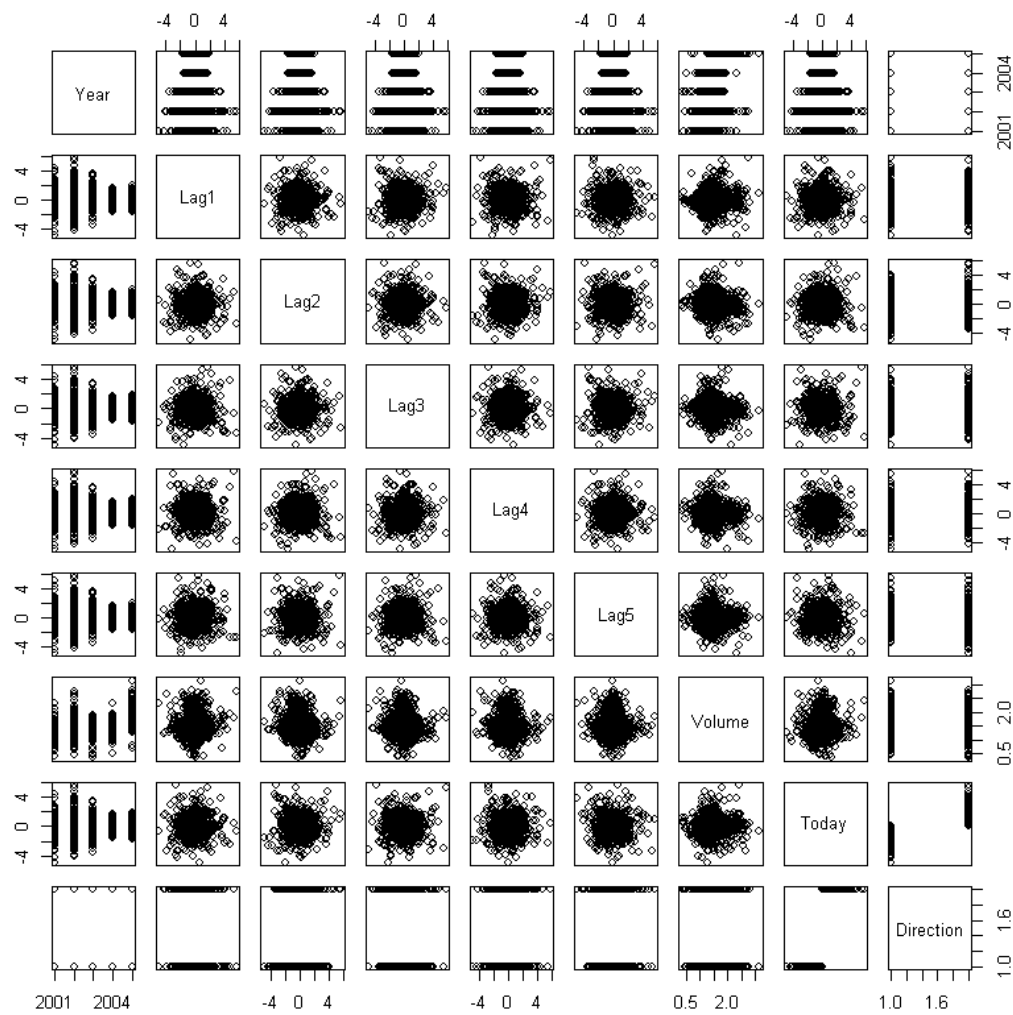 -4 0 4 -4 0 4 -4 0 4 -4 0 4
Year
2001 2004
-4 0 4
Lag1
Lag2
-4 0 4
-4 0 4
Lag3
Lag4
-4 0 4
-4 0 4
Lag5
Volume
0.5 2.0
-4 0 4
Today
Direction
1.0 1.6
2001 2004 -4 0 4 -4 0 4 0.5 2.0 1.0 1.6